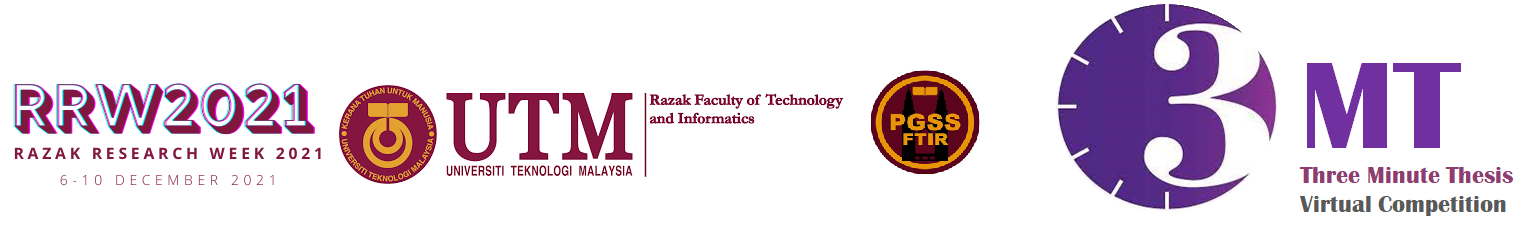 RRW2021
RAZAK RESEARCH WEEK 2021
6-10 DECEMBER 2021
KERANA TUHAN UNTUK MANUSIA
UNIVERSITI TEKNOLOGI MALAYSIA
UTM
UNIVERSITI TEKNOLOGI MALAYSIA
Razak Faculty of Technology
and Informatics
PGSS
FTIR
3
MT
Three Minute Thesis
Virtual Competition